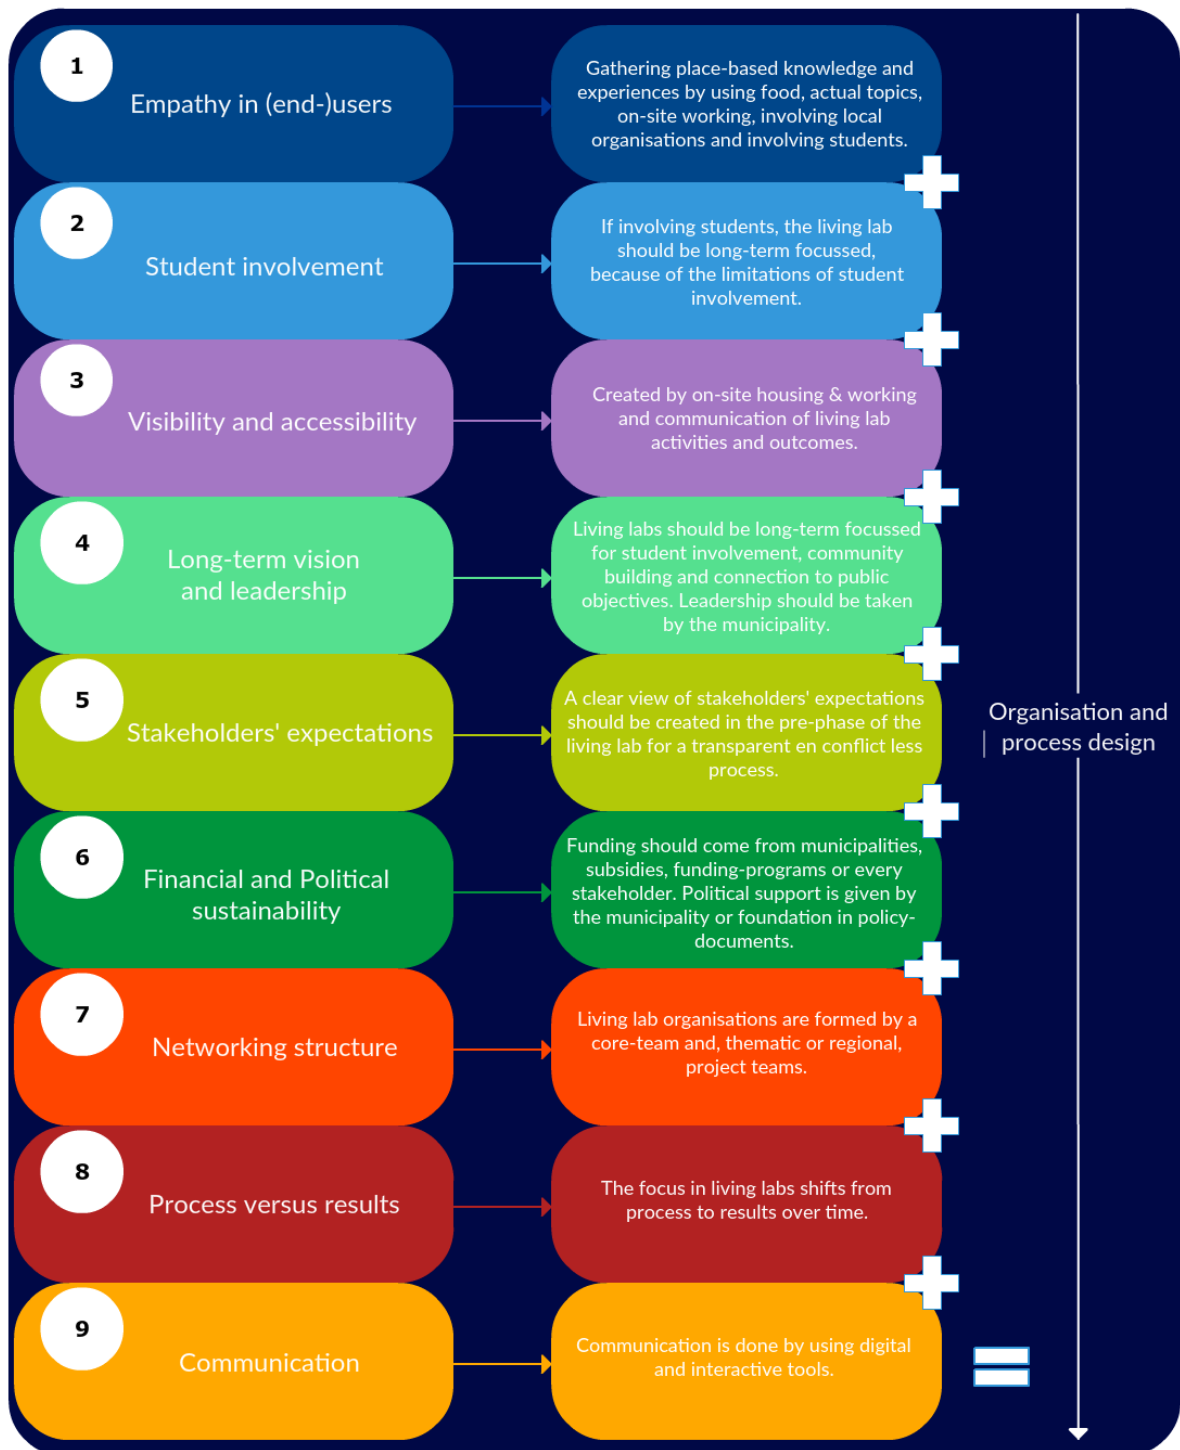 1
Empathy in (end-)users
Gathering place-based knowledge and
experiences by using food, actual topics,
on-site working, involving local
organisations and involving students.
2
Student involvement
If involving students, the living lab
should be long-term focussed,
because of the limitations of student
involvement.
3
Visibility and accessibility
Created by on-site housing & working
and communication of living lab
activities and outcomes.
4
Long-term vision
and leadership
Living labs should be long-term focussed
for student involvement, community
building and connection to public
objectives. Leadership should be taken
by the municipality.
5
Stakeholders' expectations
A clear view of stakeholders' expectations
should be created in the pre-phase of the
living lab for a transparent en conflict less
process.
6
Financial and Political
sustainability
Funding should come from municipalities,
subsidies, funding-programs or every
stakeholder. Political support is given by
the municipality or foundation in policy-
documents.
7
Networking structure
Living lab organisations are formed by a
core-team and, thematic or regional,
project teams.
8
Process versus results
The focus in living labs shifts from
process to results over time.
9
Communication
Communication is done by using digital
and interactive tools.
Organisation and
process design